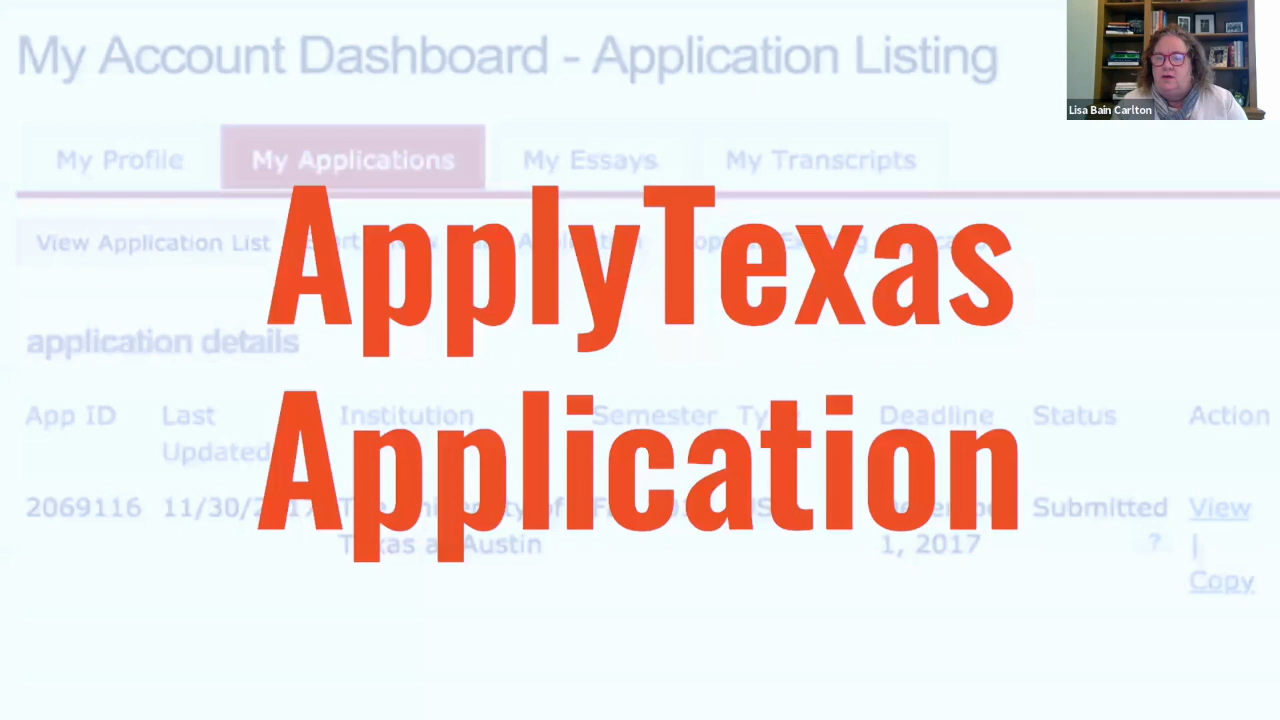 My Account Dashboard - Application Listing
Lisa Bain Carlton
My Profile
My Applications
My Essays
My Transcripts
View Application List
ApplyTexas
application details
Application
App ID
Last Updated
Institution
Semester
Deadline
Status
Action
2069116
Texas at Austin
1, 2017
Submitted
?
View
|
Copy